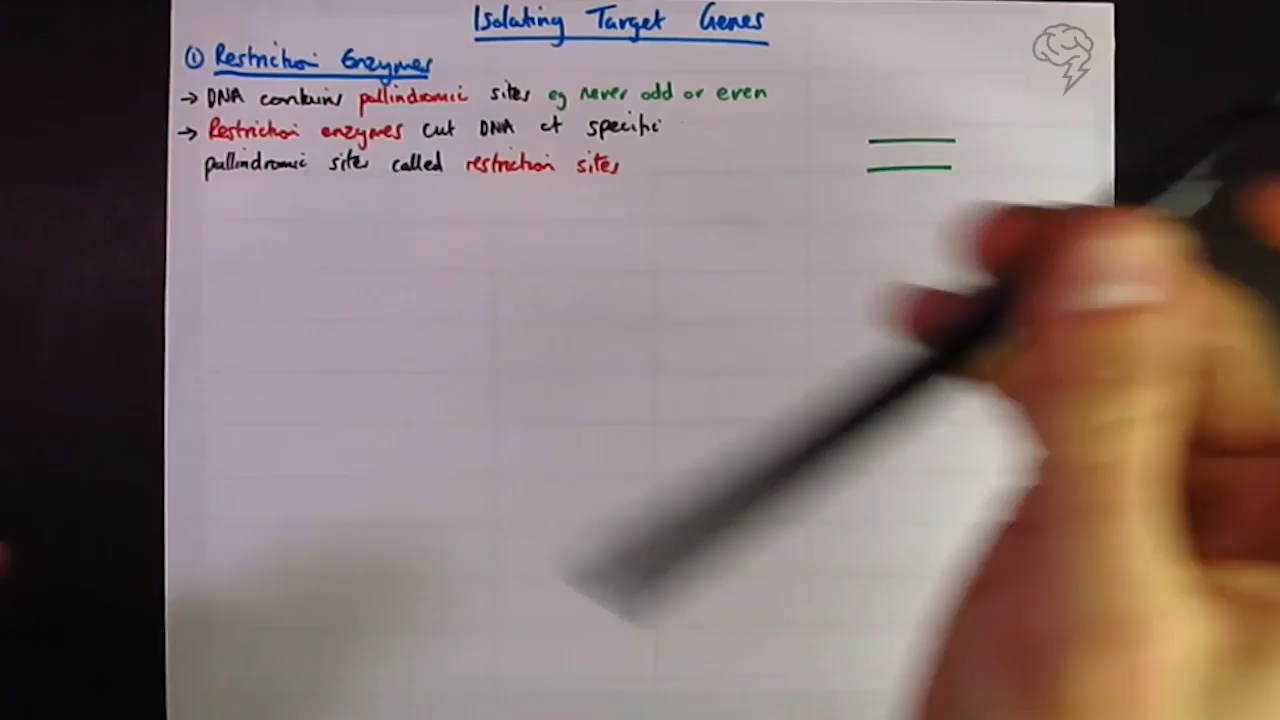 Isolating Target Genes
① Restriction Enzymes
→ DNA contains pallindromic sites eg never odd or even
→ Restriction enzymes cut DNA at specific
pallindromic sites called restriction sites